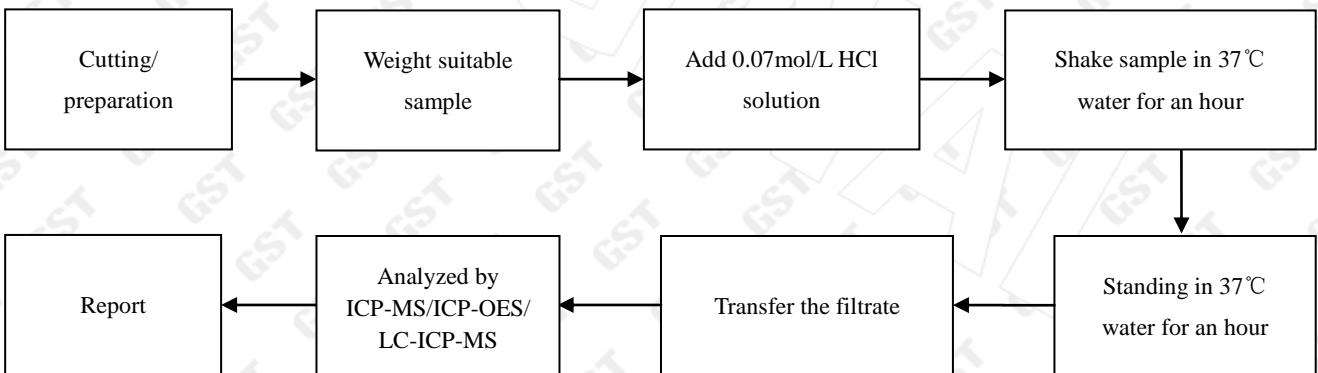 Cutting/
preparation
Weight suitable
sample
Add 0.07mol/L HCl
solution
Shake sample in 37℃
water for an hour
Standing in 37℃
water for an hour
Transfer the filtrate
Analyzed by
ICP-MS/ICP-OES/
LC-ICP-MS
Report